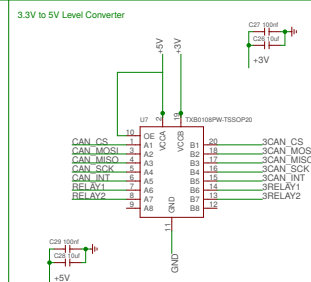 3.3V to 5V Level Converter
C27 100nf
C26 10uf
+3V
+5V
+3V
U7
TXB0108PW-TSSOP20
2
19
VCCA
VCCB
10
OE
CAN_CS 1 A1 B1 20 3CAN_CS
CAN_MOSI 3 A2 B2 18 3CAN_MOSI
CAN_MISO 4 A3 B3 17 3CAN_MISO
CAN_SCK 5 A4 B4 16 3CAN_SCK
CAN_INT 6 A5 B5 15 3CAN_INT
RELAY1 7 A6 B6 14 3RELAY1
RELAY2 8 A7 B7 13 3RELAY2
9 A8 B8 12
GND
11
GND
C29 100nf
C28 10uf
+5V